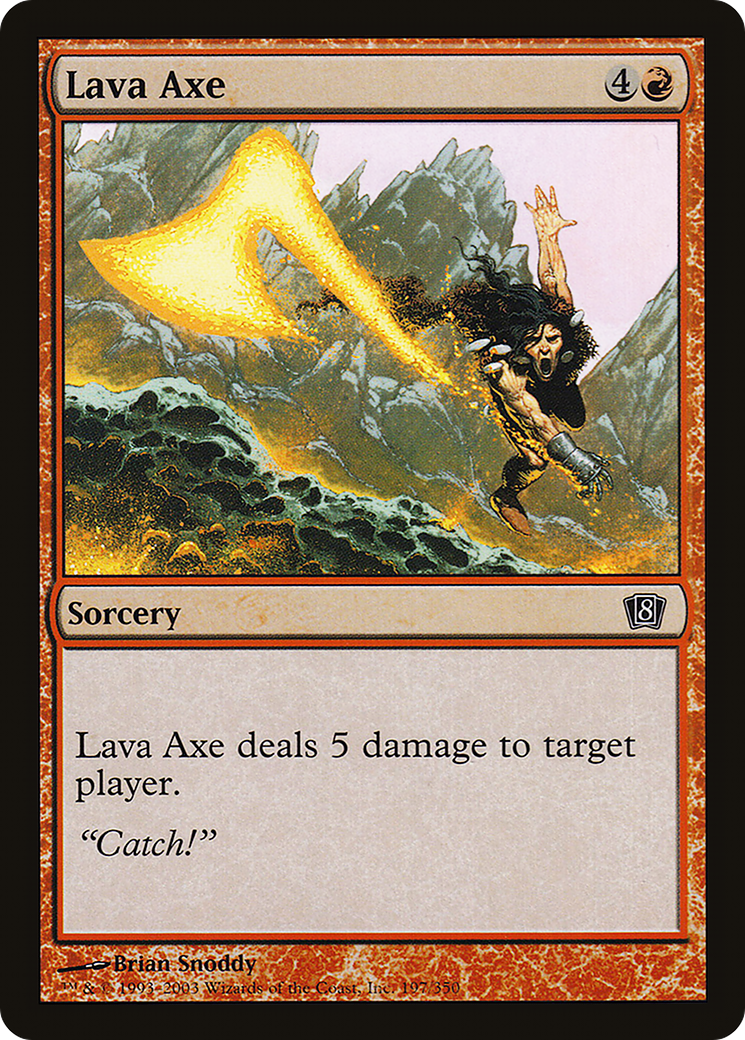 Lava Axe 4
Sorcery 8
Lava Axe deals 5 damage to target
player.
“Catch!”
Brian Snoddy
™ & © 1993-2003 Wizards of the Coast, Inc. 197/350